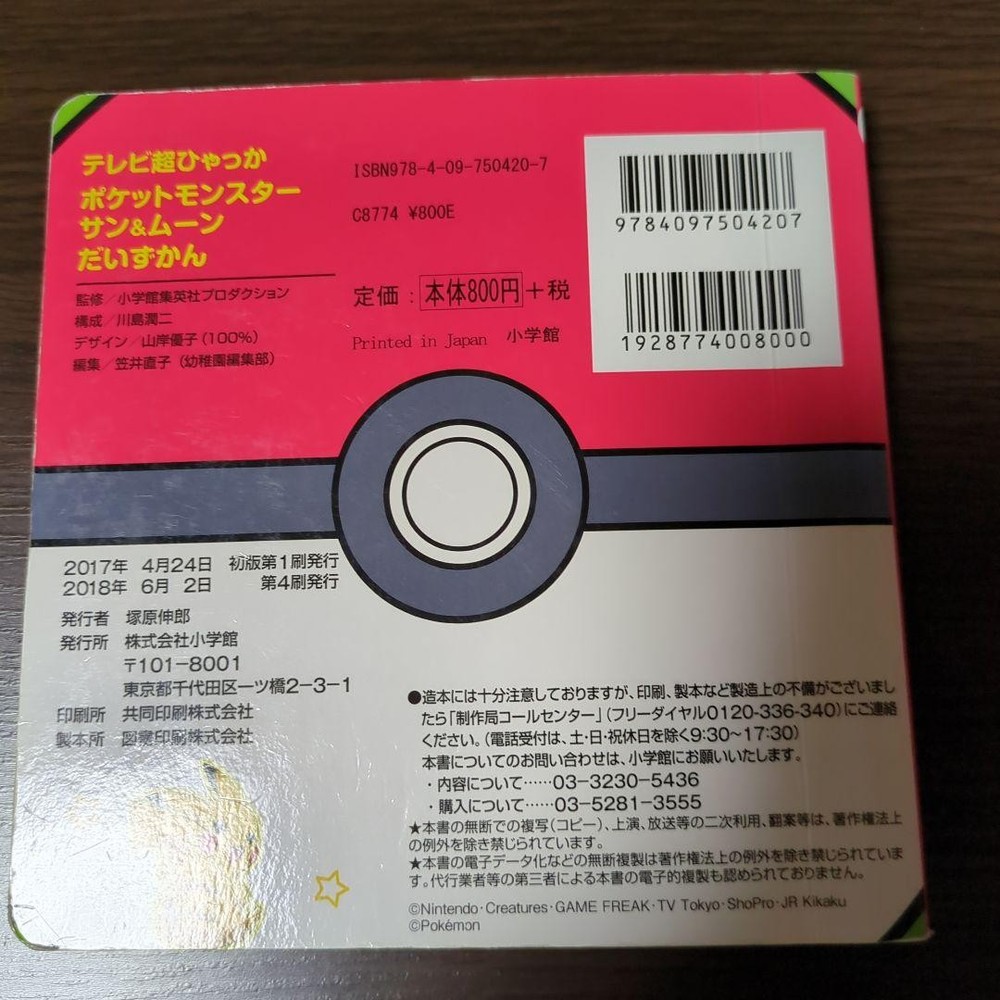 テレビ超ひゃっか
ポケットモンスター
サン&ムーン
だいずかん
監修／小学館集英社プロダクション
構成／川島潤二
デザイン／山岸優子（100%）
編集／笠井直子（幼稚園編集部）
ISBN978-4-09-750420-7
C8774 ¥800E
定価：本体800円＋税
Printed in Japan 小学館
9784097504207
1928774008000
2017年 4月24日 初版第1刷発行
2018年 6月 2日 第4刷発行
発行者 塚原伸郎
発行所 株式会社小学館
〒101-8001
東京都千代田区一ツ橋2-3-1
印刷所 共同印刷株式会社
製本所 図業印刷株式会社
●造本には十分注意しておりますが、印刷、製本など製造上の不備がございまし
たら「制作局コールセンター」（フリーダイヤル0120-336-340）にご連絡
ください。（電話受付は、土・日・祝休日を除く9:30～17:30）
本書についてのお問い合わせは、小学館にお願いいたします。
・内容について……03-3230-5436
・購入について……03-5281-3555
★本書の無断での複写（コピー）、上演、放送等の二次利用、翻案等は、著作権法上
の例外を除き禁じられています。
★本書の電子データ化などの無断複製は著作権法上の例外を除き禁じられていま
す。代行業者等の第三者による本書の電子的複製も認められておりません。
©Nintendo・Creatures・GAME FREAK・TV Tokyo・ShoPro・JR Kikaku
©Pokémon